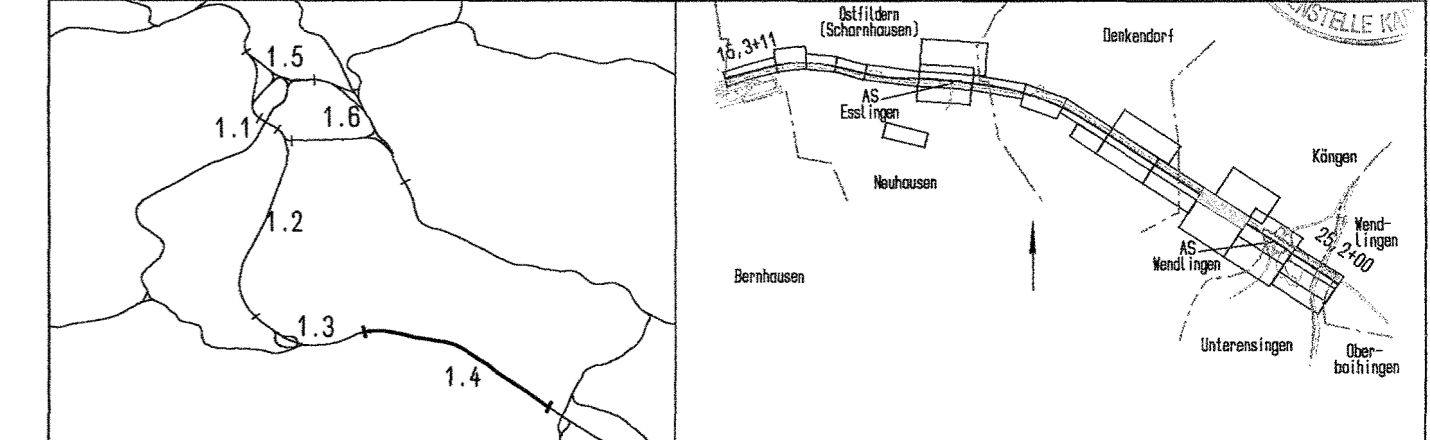 1.5
1.1
1.6
1.2
1.3
1.4
15,3+11
Ostfildern
(Scharnhausen)
Denkendorf
AS
Esslingen
Neuhausen
Köngen
Wend-
lingen
25,2+00
AS
Wendlingen
Bernhausen
Unterensingen
Ober-
boihingen